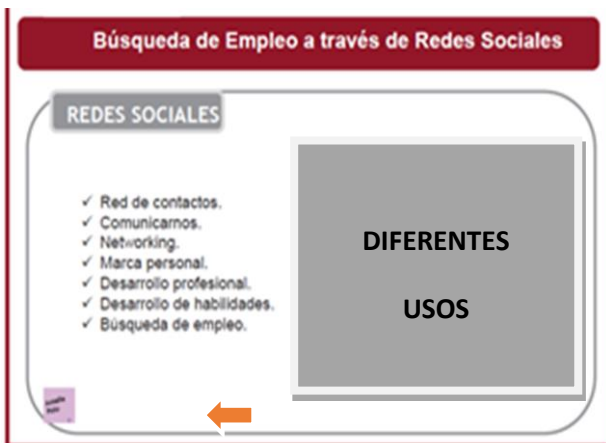 Búsqueda de Empleo a través de Redes Sociales
REDES SOCIALES
✓ Red de contactos.
✓ Comunicarnos.
✓ Networking.
✓ Marca personal.
✓ Desarrollo profesional.
✓ Desarrollo de habilidades.
✓ Búsqueda de empleo.
DIFERENTES
USOS